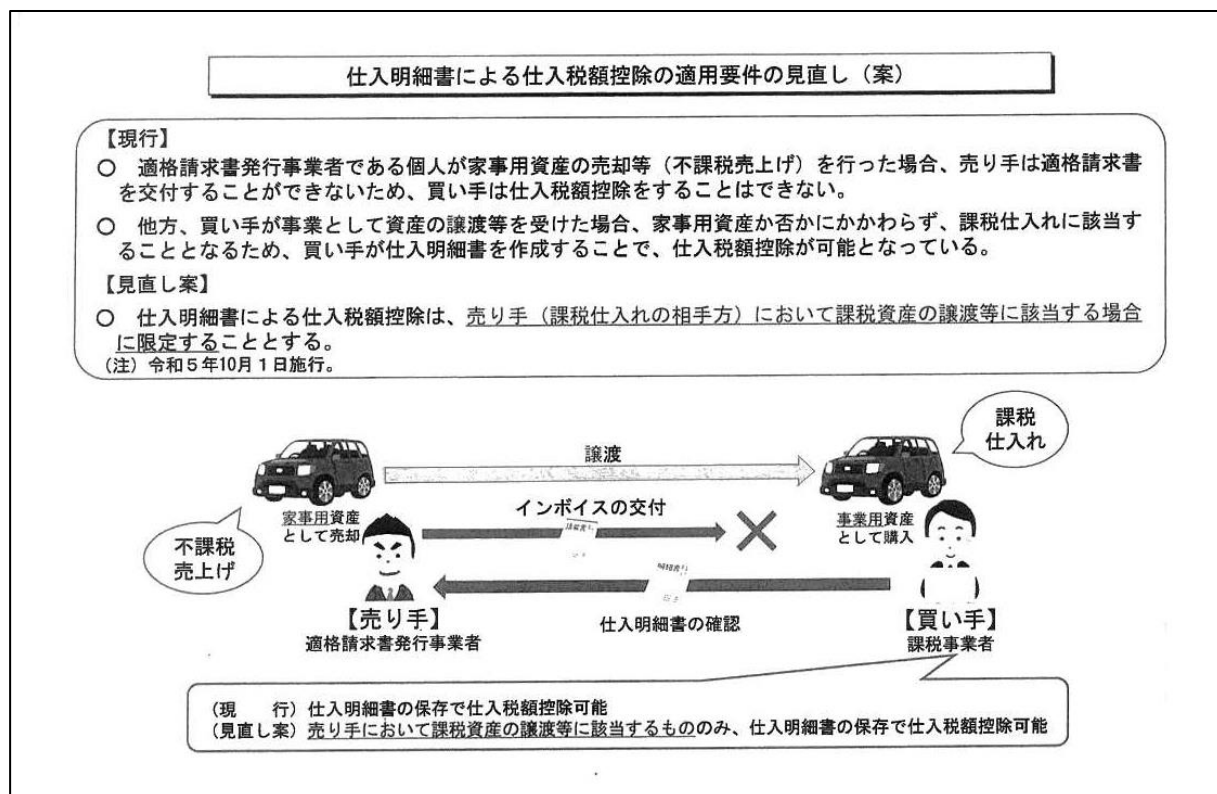 仕入明細書による仕入税額控除の適用要件の見直し（案）
【現行】
○ 適格請求書発行事業者である個人が家事用資産の売却等（不課税売上げ）を行った場合、売り手は適格請求書
を交付することができないため、買い手は仕入税額控除をすることはできない。
○ 他方、買い手が事業として資産の譲渡等を受けた場合、家事用資産か否かにかかわらず、課税仕入れに該当す
ることとなるため、買い手が仕入明細書を作成することで、仕入税額控除が可能となっている。
【見直し案】
○ 仕入明細書による仕入税額控除は、売り手（課税仕入れの相手方）において課税資産の譲渡等に該当する場合
に限定することとする。
（注）令和５年10月１日施行。
課税
仕入れ
譲渡
家事用資産
として売却
インボイスの交付
事業用資産
として購入
不課税
売上げ
【売り手】
適格請求書発行事業者
仕入明細書の確認
【買い手】
課税事業者
（現　　行）仕入明細書の保存で仕入税額控除可能
（見直し案）売り手において課税資産の譲渡等に該当するもののみ、仕入明細書の保存で仕入税額控除可能